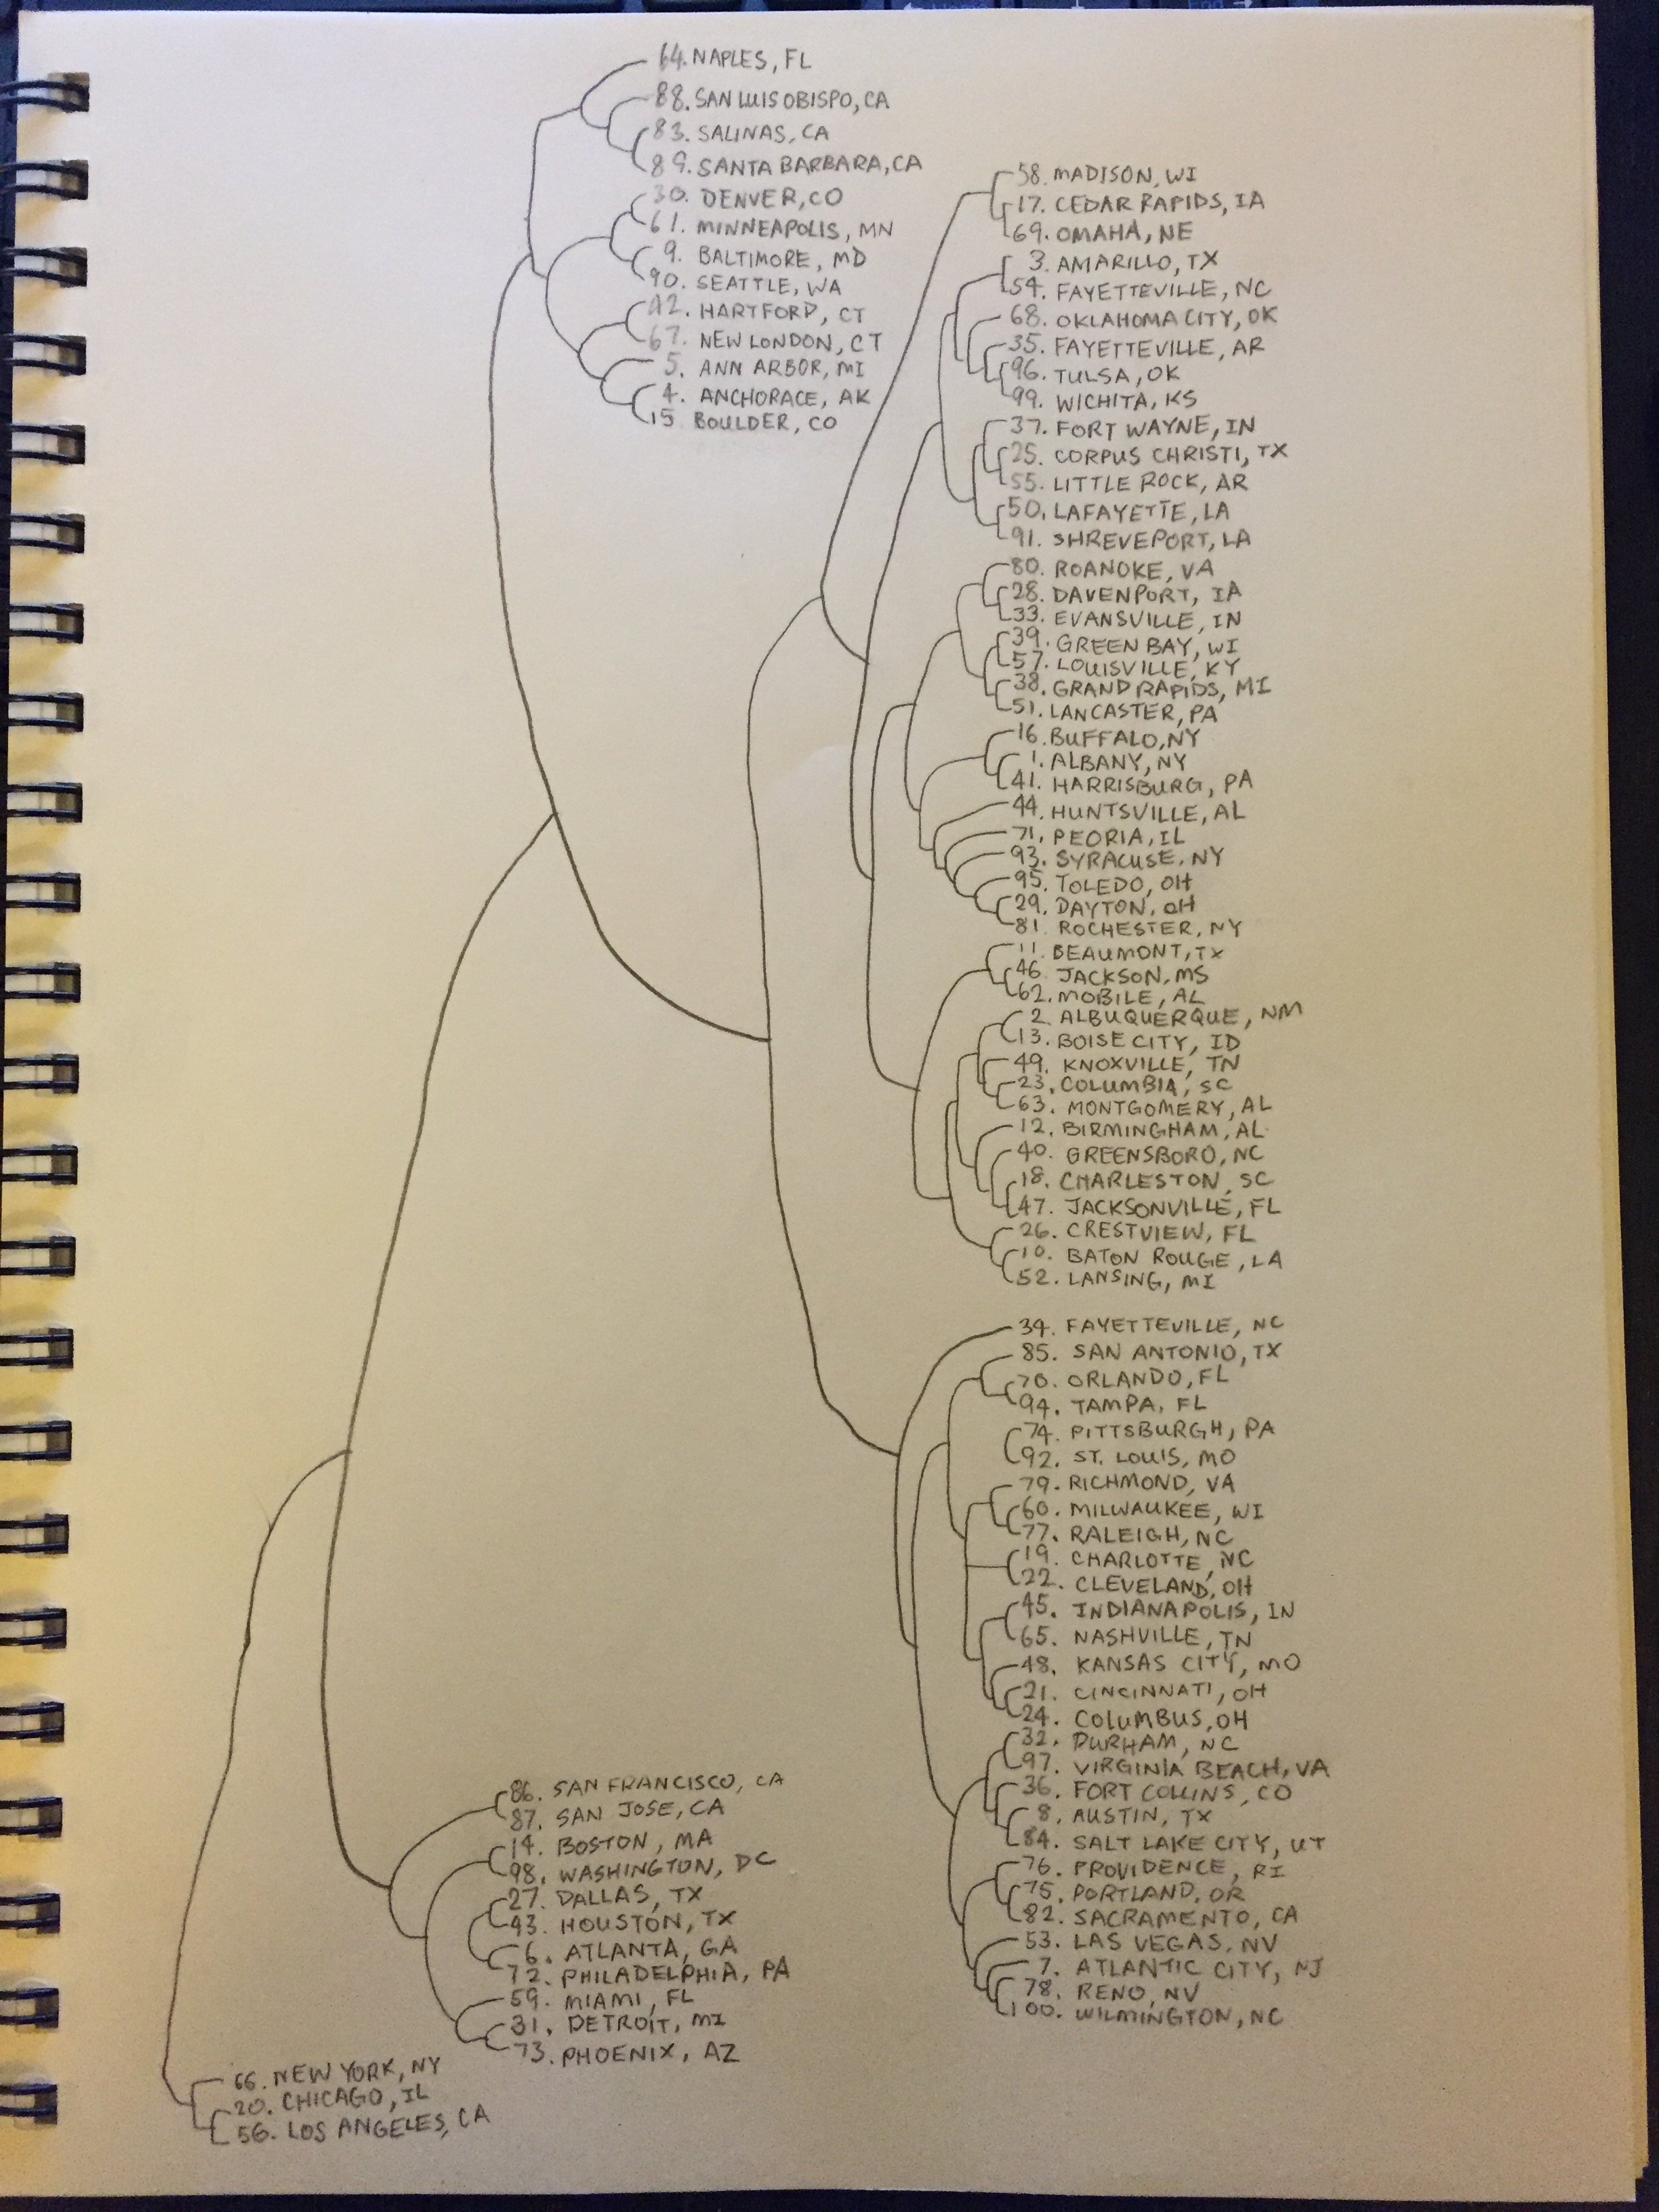 64. NAPLES, FL
88. SAN LUIS OBISPO, CA
83. SALINAS, CA
89. SANTA BARBARA, CA
30. DENVER, CO
61. MINNEAPOLIS, MN
9. BALTIMORE, MD
90. SEATTLE, WA
42. HARTFORD, CT
67. NEW LONDON, CT
5. ANN ARBOR, MI
4. ANCHORACE, AK
15. BOULDER, CO
58. MADISON, WI
17. CEDAR RAPIDS, IA
69. OMAHA, NE
3. AMARILLO, TX
54. FAYETTEVILLE, NC
68. OKLAHOMA CITY, OK
35. FAYETTEVILLE, AR
96. TULSA, OK
99. WICHITA, KS
37. FORT WAYNE, IN
25. CORPUS CHRISTI, TX
55. LITTLE ROCK, AR
50. LAFAYETTE, LA
91. SHREVEPORT, LA
80. ROANOKE, VA
28. DAVENPORT, IA
33. EVANSVILLE, IN
39. GREEN BAY, WI
57. LOUISVILLE, KY
38. GRAND RAPIDS, MI
51. LANCASTER, PA
16. BUFFALO, NY
1. ALBANY, NY
41. HARRISBURG, PA
44. HUNTSVILLE, AL
71. PEORIA, IL
93. SYRACUSE, NY
95. TOLEDO, OH
29. DAYTON, OH
81. ROCHESTER, NY
11. BEAUMONT, TX
46. JACKSON, MS
62. MOBILE, AL
2. ALBUQUERQUE, NM
13. BOISE CITY, ID
49. KNOXVILLE, TN
23. COLUMBIA, SC
63. MONTGOMERY, AL
12. BIRMINGHAM, AL
40. GREENSBORO, NC
18. CHARLESTON, SC
47. JACKSONVILLE, FL
26. CRESTVIEW, FL
10. BATON ROUGE, LA
52. LANSING, MI
34. FAYETTEVILLE, NC
85. SAN ANTONIO, TX
70. ORLANDO, FL
94. TAMPA, FL
74. PITTSBURGH, PA
92. ST. LOUIS, MO
79. RICHMOND, VA
60. MILWAUKEE, WI
77. RALEIGH, NC
19. CHARLOTTE, NC
22. CLEVELAND, OH
45. INDIANAPOLIS, IN
65. NASHVILLE, TN
48. KANSAS CITY, MO
21. CINCINNATI, OH
24. COLUMBUS, OH
32. DURHAM, NC
97. VIRGINIA BEACH, VA
36. FORT COLLINS, CO
8. AUSTIN, TX
84. SALT LAKE CITY, UT
76. PROVIDENCE, RI
75. PORTLAND, OR
82. SACRAMENTO, CA
53. LAS VEGAS, NV
7. ATLANTIC CITY, NJ
78. RENO, NV
100. WILMINGTON, NC
86. SAN FRANCISCO, CA
87. SAN JOSE, CA
14. BOSTON, MA
98. WASHINGTON, DC
27. DALLAS, TX
43. HOUSTON, TX
6. ATLANTA, GA
72. PHILADELPHIA, PA
59. MIAMI, FL
31. DETROIT, MI
73. PHOENIX, AZ
66. NEW YORK, NY
20. CHICAGO, IL
56. LOS ANGELES, CA